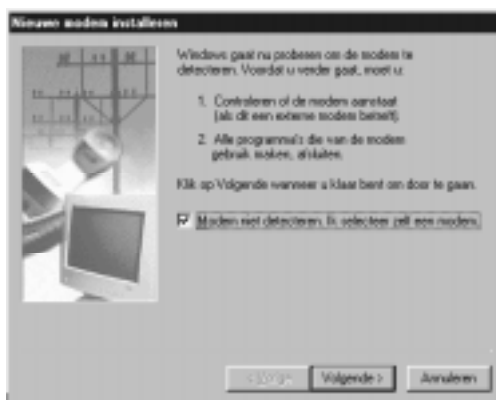 Nieuwe modem installeren
Windows gaat nu proberen om de modem te
detecteren. Voordat u verder gaat, moet u:
1. Controleren of de modem aanstaat
(als dit een externe modem betreft).
2. Alle programma's die van de modem
gebruik maken, afsluiten.
Klik op Volgende wanneer u klaar bent om door te gaan.
Modem niet detecteren. Ik selecteer zelf een modem.
Volgende >
Annuleren